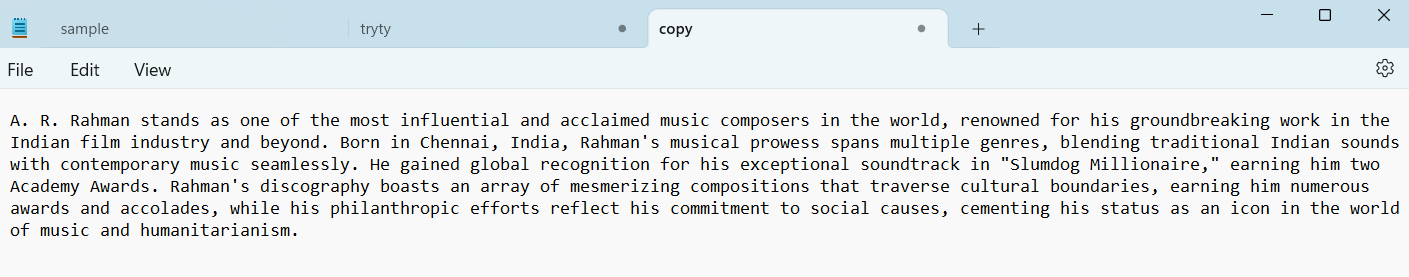 sample tryty copy
File Edit View
A. R. Rahman stands as one of the most influential and acclaimed music composers in the world, renowned for his groundbreaking work in the
Indian film industry and beyond. Born in Chennai, India, Rahman's musical prowess spans multiple genres, blending traditional Indian sounds
with contemporary music seamlessly. He gained global recognition for his exceptional soundtrack in "Slumdog Millionaire," earning him two
Academy Awards. Rahman's discography boasts an array of mesmerizing compositions that traverse cultural boundaries, earning him numerous
awards and accolades, while his philanthropic efforts reflect his commitment to social causes, cementing his status as an icon in the world
of music and humanitarianism.